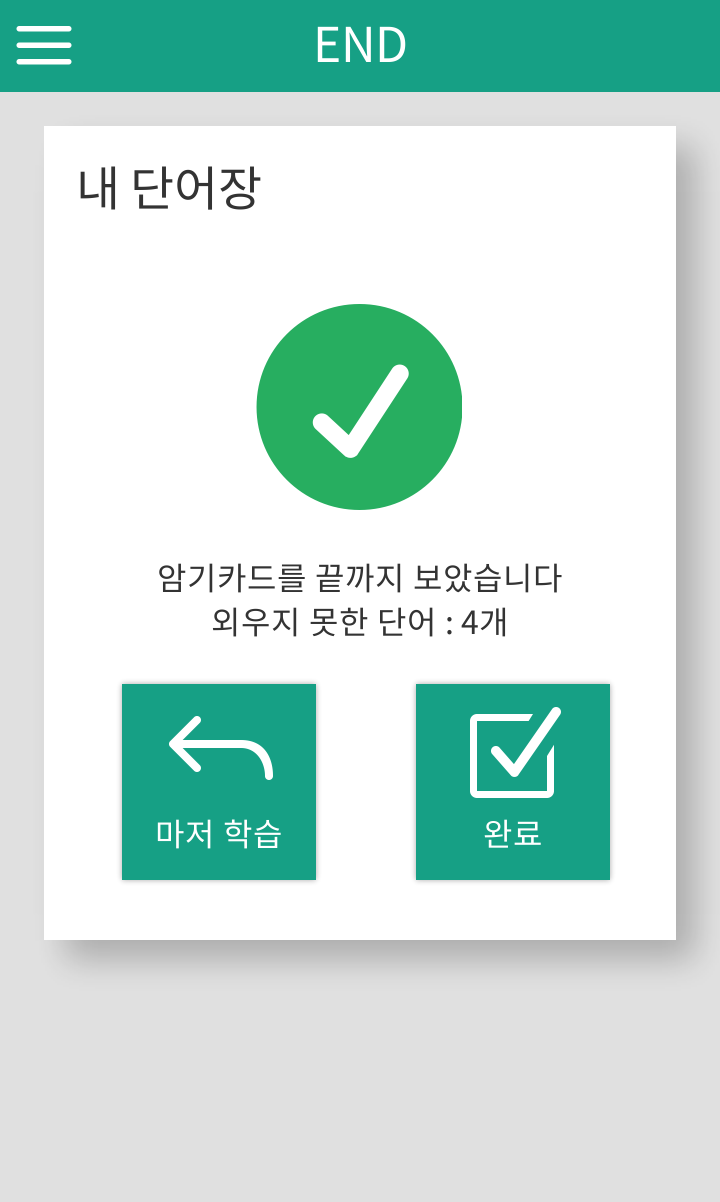 END
내 단어장
암기카드를 끝까지 보았습니다
외우지 못한 단어 : 4개
마저 학습
완료